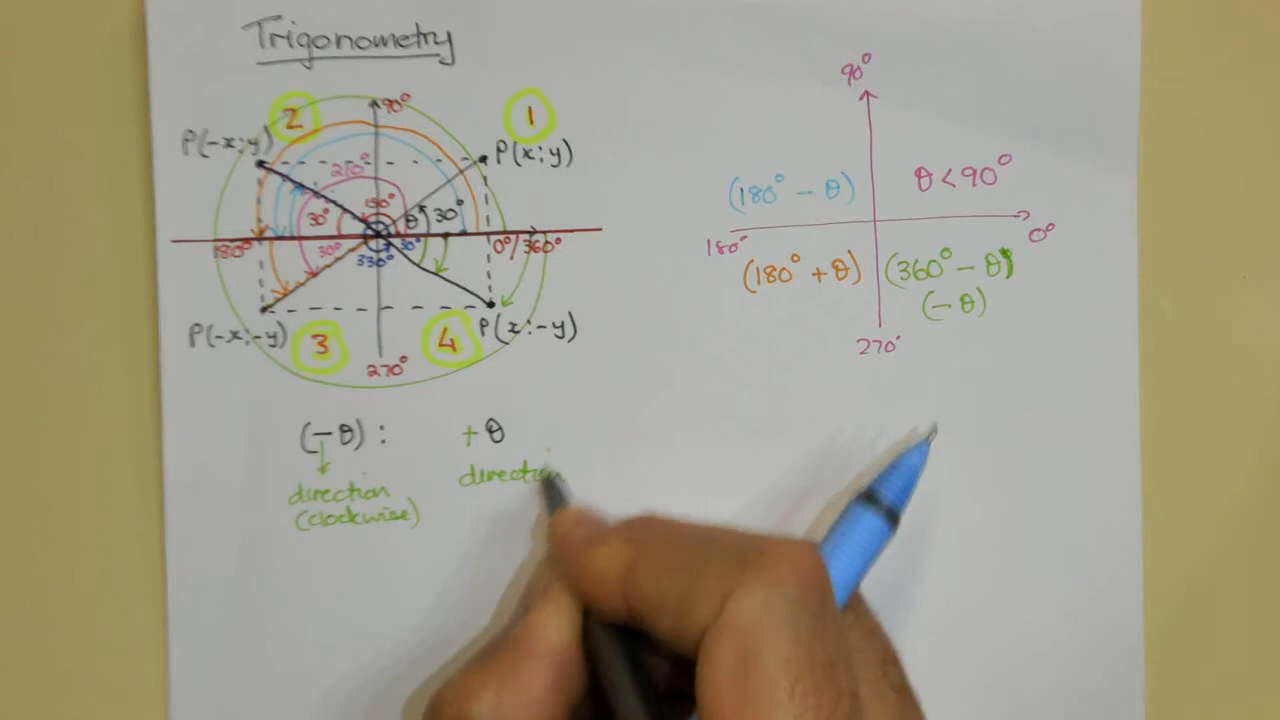 Trigonometry
90°
2
1
P(-x;y)
P(x;y)
210°
150°
30°
θ
30°
180°
30°
330°
30°
0°/360°
P(-x;-y)
3
4
P(x;-y)
270°
90°
(180° - θ)
θ < 90°
180°
0°
(180° + θ)
(360° - θ)
(-θ)
270°
(-θ) :
+ θ
direction
(clockwise)
direction